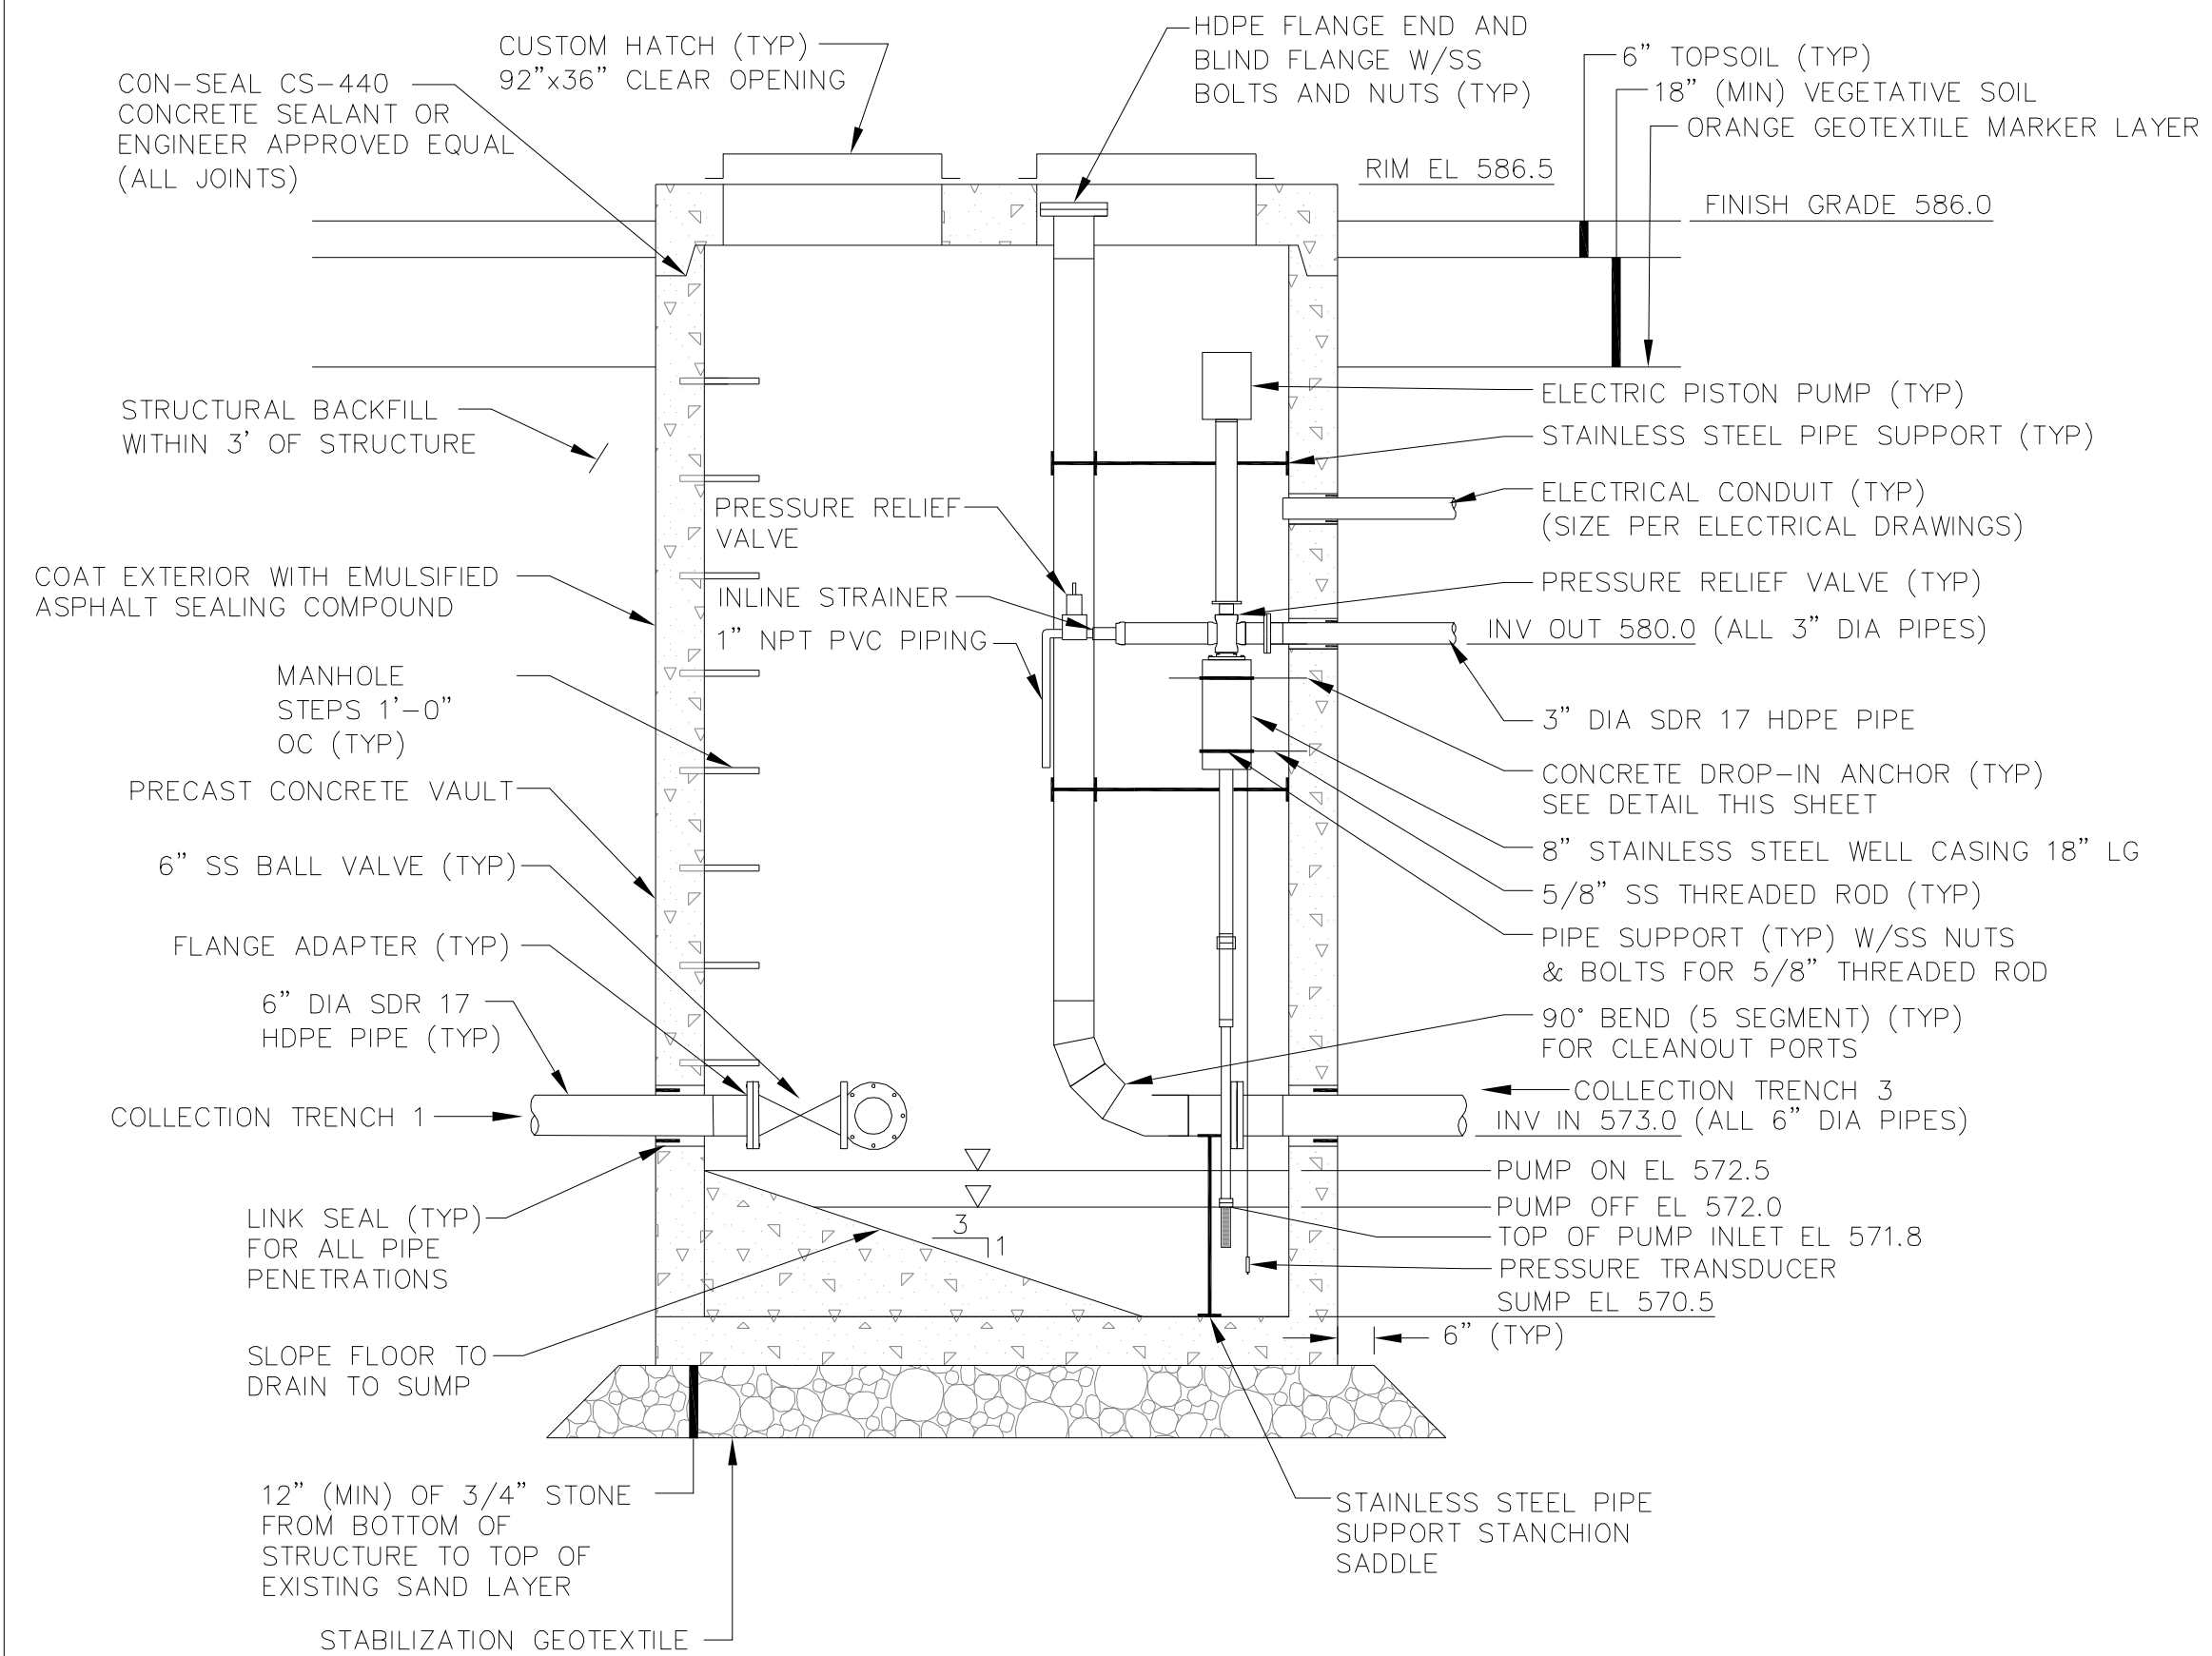 CUSTOM HATCH (TYP)
92"x36" CLEAR OPENING
HDPE FLANGE END AND
BLIND FLANGE W/SS
BOLTS AND NUTS (TYP)
6" TOPSOIL (TYP)
18" (MIN) VEGETATIVE SOIL
ORANGE GEOTEXTILE MARKER LAYER
CON-SEAL CS-440
CONCRETE SEALANT OR
ENGINEER APPROVED EQUAL
(ALL JOINTS)
RIM EL 586.5
FINISH GRADE 586.0
STRUCTURAL BACKFILL
WITHIN 3' OF STRUCTURE
ELECTRIC PISTON PUMP (TYP)
STAINLESS STEEL PIPE SUPPORT (TYP)
PRESSURE RELIEF
VALVE
ELECTRICAL CONDUIT (TYP)
(SIZE PER ELECTRICAL DRAWINGS)
COAT EXTERIOR WITH EMULSIFIED
ASPHALT SEALING COMPOUND
INLINE STRAINER
1" NPT PVC PIPING
PRESSURE RELIEF VALVE (TYP)
INV OUT 580.0 (ALL 3" DIA PIPES)
MANHOLE
STEPS 1'-0"
OC (TYP)
3" DIA SDR 17 HDPE PIPE
PRECAST CONCRETE VAULT
CONCRETE DROP-IN ANCHOR (TYP)
SEE DETAIL THIS SHEET
6" SS BALL VALVE (TYP)
8" STAINLESS STEEL WELL CASING 18" LG
5/8" SS THREADED ROD (TYP)
FLANGE ADAPTER (TYP)
PIPE SUPPORT (TYP) W/SS NUTS
& BOLTS FOR 5/8" THREADED ROD
6" DIA SDR 17
HDPE PIPE (TYP)
90° BEND (5 SEGMENT) (TYP)
FOR CLEANOUT PORTS
COLLECTION TRENCH 1
COLLECTION TRENCH 3
INV IN 573.0 (ALL 6" DIA PIPES)
PUMP ON EL 572.5
PUMP OFF EL 572.0
TOP OF PUMP INLET EL 571.8
PRESSURE TRANSDUCER
SUMP EL 570.5
3
1
6" (TYP)
LINK SEAL (TYP)
FOR ALL PIPE
PENETRATIONS
SLOPE FLOOR TO
DRAIN TO SUMP
12" (MIN) OF 3/4" STONE
FROM BOTTOM OF
STRUCTURE TO TOP OF
EXISTING SAND LAYER
STAINLESS STEEL PIPE
SUPPORT STANCHION
SADDLE
STABILIZATION GEOTEXTILE